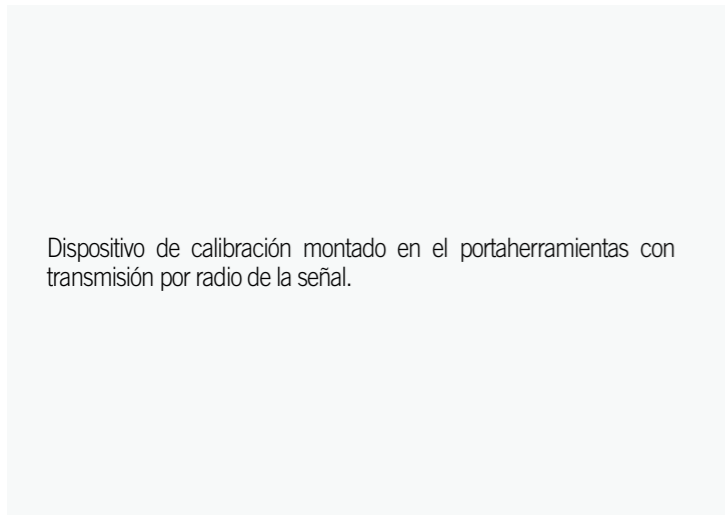 Dispositivo de calibración montado en el portaherramientas con
transmisión por radio de la señal.